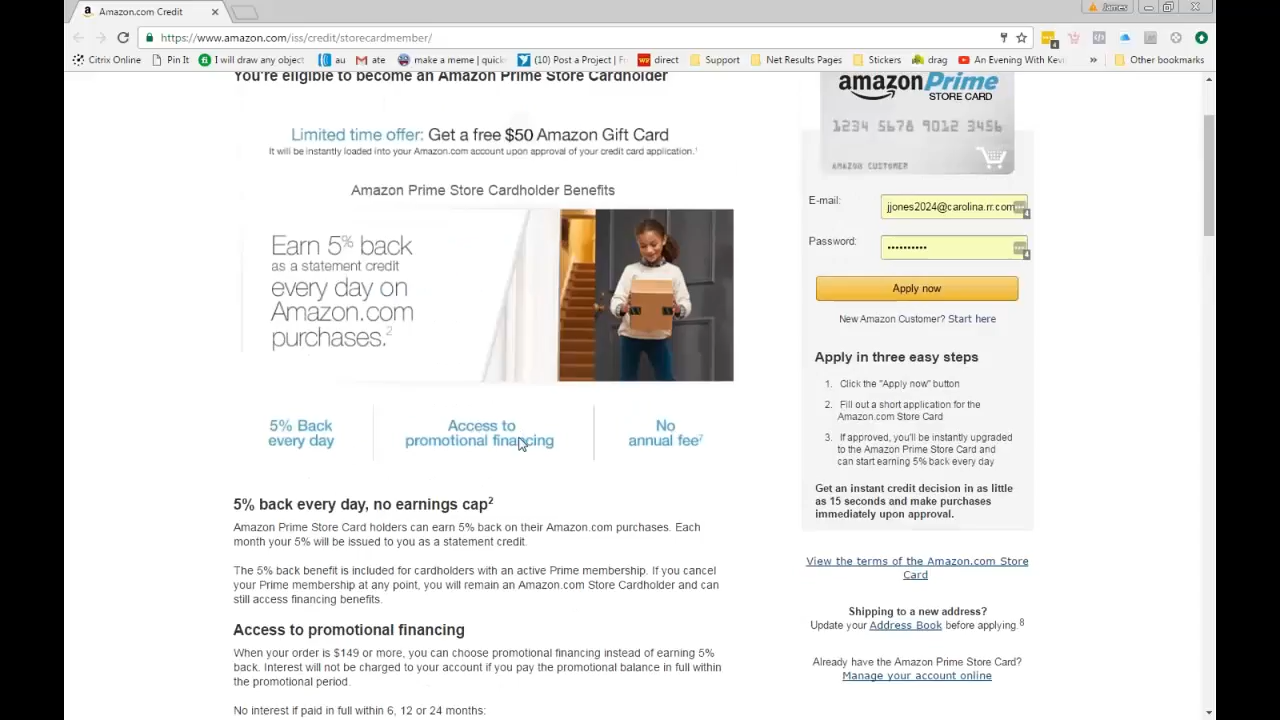 Amazon.com Credit
James
https://www.amazon.com/iss/credit/storecardmember/
Citrix Online
Pin It
I will draw any object
au
ate
make a meme | quick
(10) Post a Project | Fr
direct
Support
Net Results Pages
Stickers
drag
An Evening With Kevi
Other bookmarks
You're eligible to become an Amazon Prime Store Cardholder
Limited time offer: Get a free $50 Amazon Gift Card
It will be instantly loaded into your Amazon.com account upon approval of your credit card application.¹
Amazon Prime Store Cardholder Benefits
Earn 5% back
as a statement credit
every day on
Amazon.com
purchases.²
5% Back
every day
Access to
promotional financing
No
annual fee⁷
5% back every day, no earnings cap²
Amazon Prime Store Card holders can earn 5% back on their Amazon.com purchases. Each
month your 5% will be issued to you as a statement credit.
The 5% back benefit is included for cardholders with an active Prime membership. If you cancel
your Prime membership at any point, you will remain an Amazon.com Store Cardholder and can
still access financing benefits.
Access to promotional financing
When your order is $149 or more, you can choose promotional financing instead of earning 5%
back. Interest will not be charged to your account if you pay the promotional balance in full within
the promotional period.
No interest if paid in full within 6, 12 or 24 months:
amazonPrime
STORE CARD
1234 5678 9012 3456
AMAZON CUSTOMER
E-mail:
jjones2024@carolina.rr.com
Password:
••••••••••
Apply now
New Amazon Customer? Start here
Apply in three easy steps
1. Click the "Apply now" button
2. Fill out a short application for the
Amazon.com Store Card
3. If approved, you'll be instantly upgraded
to the Amazon Prime Store Card and
can start earning 5% back every day
Get an instant credit decision in as little
as 15 seconds and make purchases
immediately upon approval.
View the terms of the Amazon.com Store
Card
Shipping to a new address?
Update your Address Book before applying.⁸
Already have the Amazon Prime Store Card?
Manage your account online